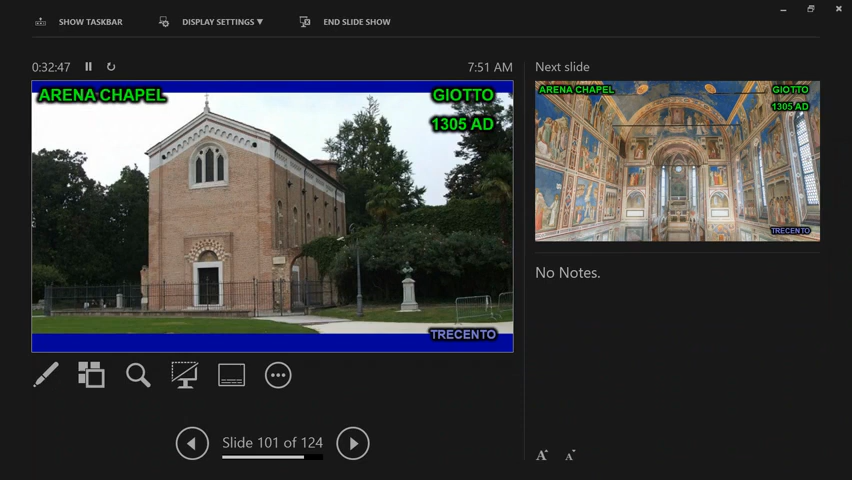 SHOW TASKBAR
DISPLAY SETTINGS ▼
END SLIDE SHOW
0:32:47
7:51 AM
Next slide
ARENA CHAPEL
GIOTTO
1305 AD
TRECENTO
ARENA CHAPEL
GIOTTO
1305 AD
TRECENTO
No Notes.
Slide 101 of 124
A A